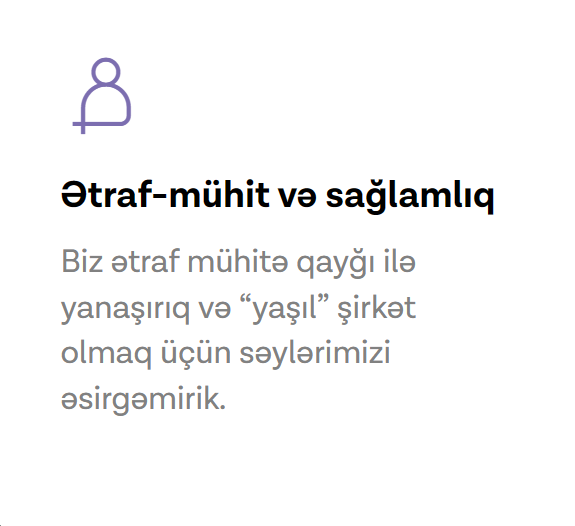 Ətraf-mühit və sağlamlıq
Biz ətraf mühitə qayğı ilə
yanaşırıq və “yaşıl” şirkət
olmaq üçün səylərimizi
əsirgəmirik.